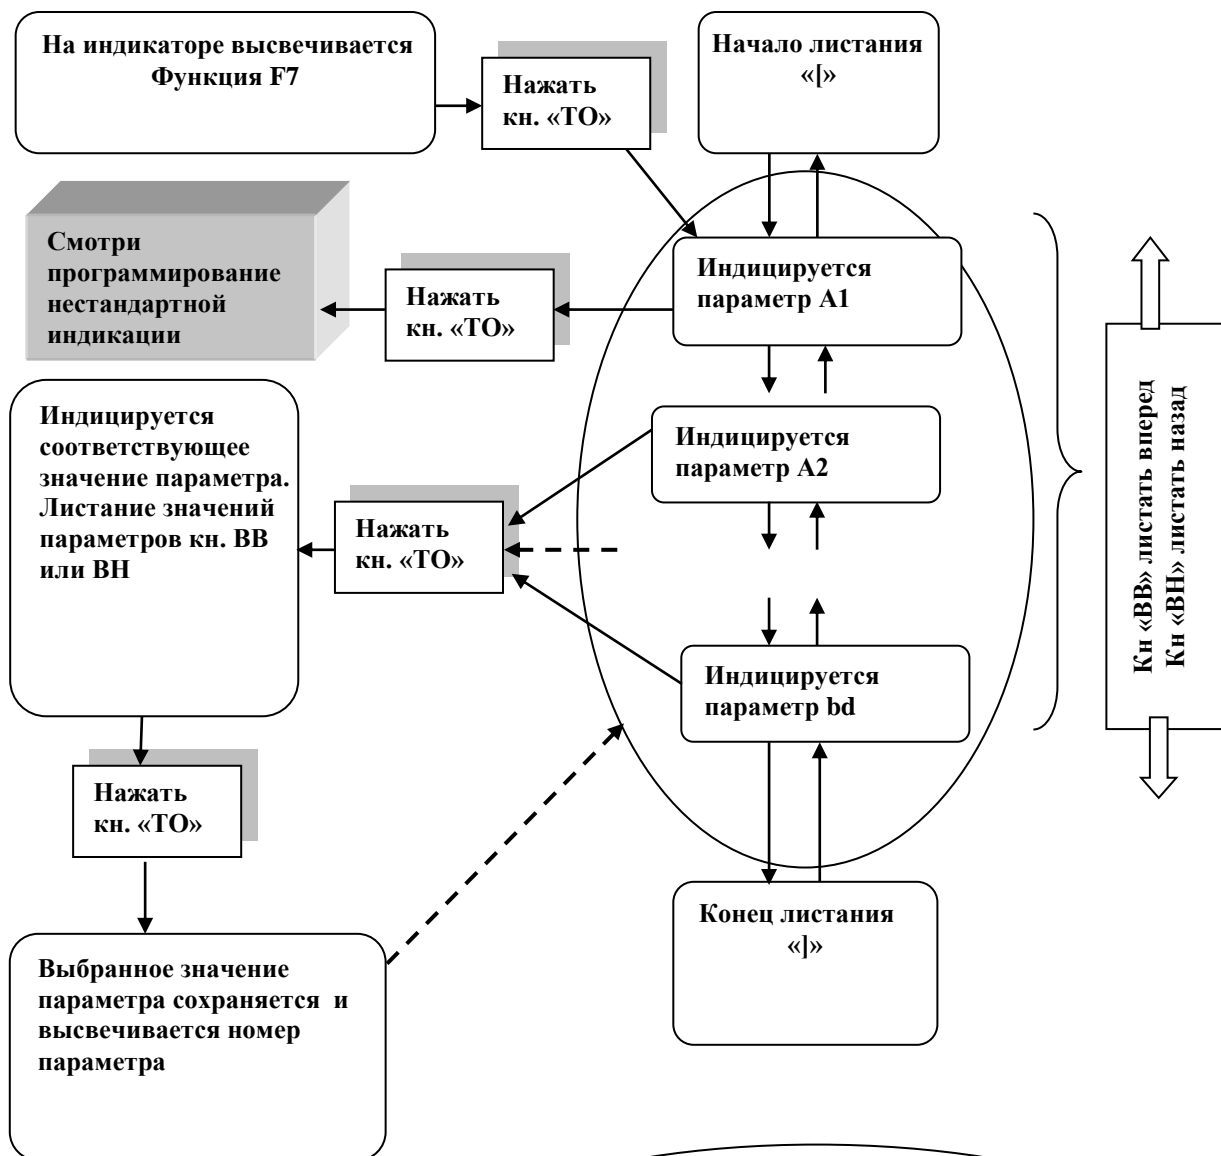 На индикаторе высвечивается
Функция F7
Нажать
кн. «ТО»
Начало листания
«[»
Смотри
программирование
нестандартной
индикации
Нажать
кн. «ТО»
Индицируется
параметр А1
Индицируется
соответствующее
значение параметра.
Листание значений
параметров кн. ВВ
или ВН
Нажать
кн. «ТО»
Индицируется
параметр А2
Индицируется
параметр bd
Кн «ВВ» листать вперед
Кн «ВН» листать назад
Нажать
кн. «ТО»
Конец листания
«]»
Выбранное значение
параметра сохраняется и
высвечивается номер
параметра